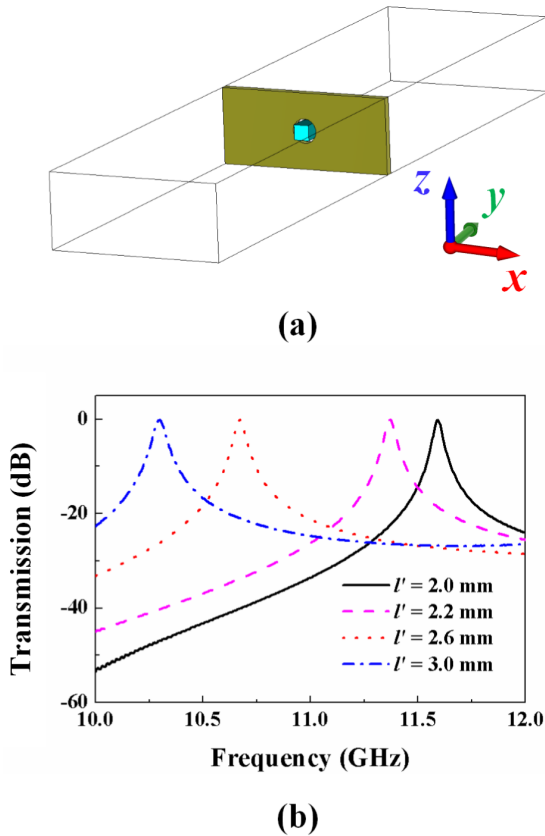 z
y
x
(a)
Transmission (dB)
0
-20
-40
-60
l' = 2.0 mm
l' = 2.2 mm
l' = 2.6 mm
l' = 3.0 mm
10.0 10.5 11.0 11.5 12.0
Frequency (GHz)
(b)